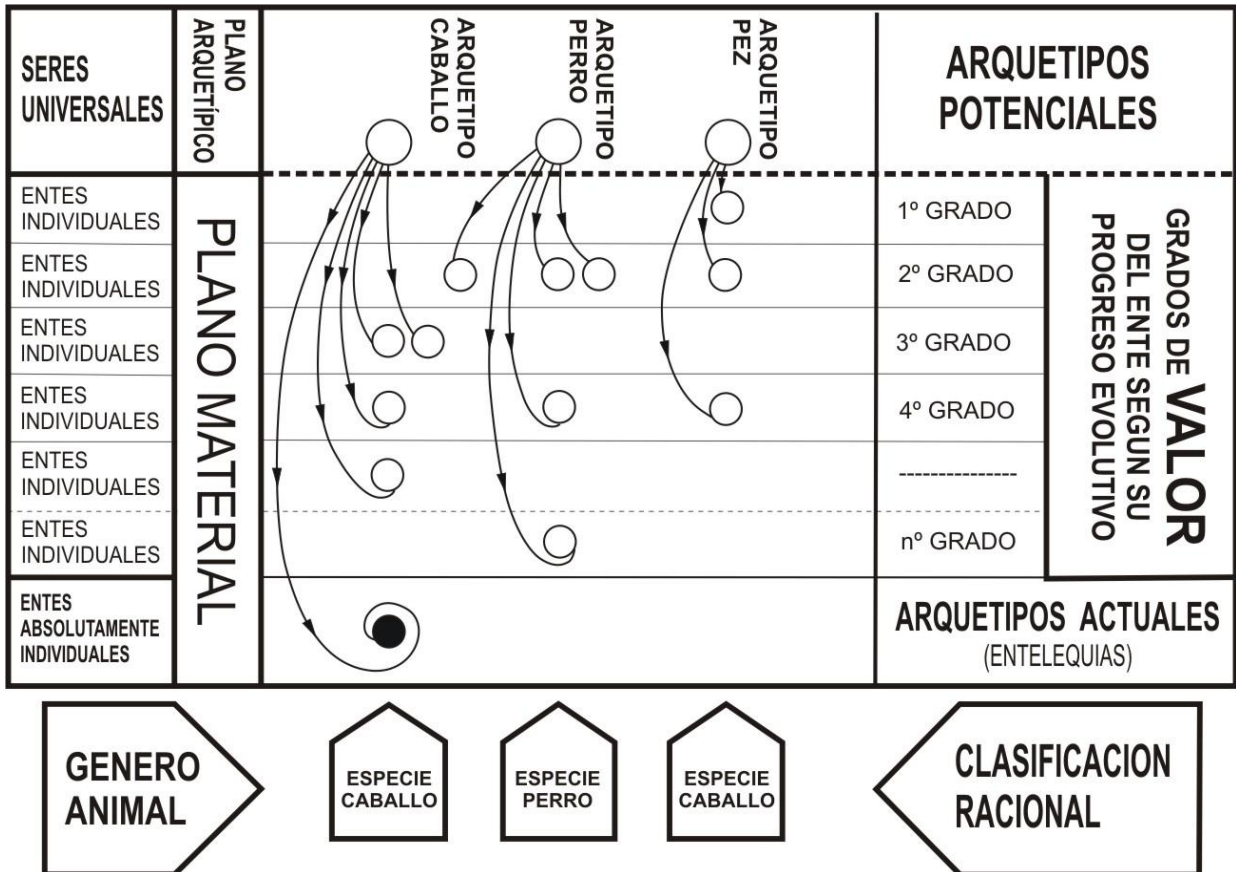 SERES
UNIVERSALES
PLANO
ARQUETÍPICO
ARQUETIPO
CABALLO
ARQUETIPO
PERRO
ARQUETIPO
PEZ
ARQUETIPOS
POTENCIALES
PLANO MATERIAL
ENTES
INDIVIDUALES
1º GRADO
ENTES
INDIVIDUALES
2º GRADO
ENTES
INDIVIDUALES
3º GRADO
ENTES
INDIVIDUALES
4º GRADO
ENTES
INDIVIDUALES
---------------
ENTES
INDIVIDUALES
nº GRADO
GRADOS DE VALOR
DEL ENTE SEGUN SU
PROGRESO EVOLUTIVO
ENTES
ABSOLUTAMENTE
INDIVIDUALES
ARQUETIPOS ACTUALES
(ENTELEQUIAS)
GENERO
ANIMAL
ESPECIE
CABALLO
ESPECIE
PERRO
ESPECIE
CABALLO
CLASIFICACION
RACIONAL